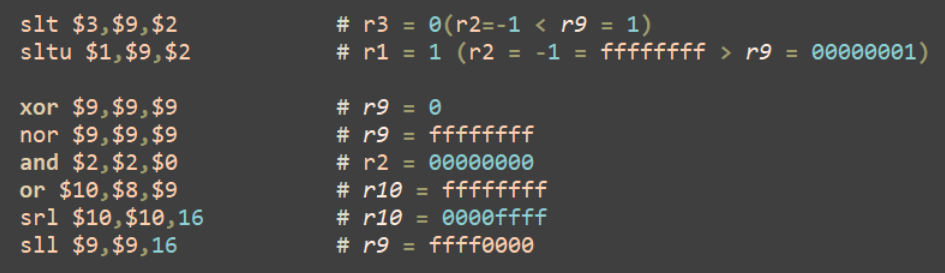 slt $3,$9,$2 # r3 = 0(r2=-1 < r9 = 1)
sltu $1,$9,$2 # r1 = 1 (r2 = -1 = ffffffff > r9 = 00000001)
xor $9,$9,$9 # r9 = 0
nor $9,$9,$9 # r9 = ffffffff
and $2,$2,$0 # r2 = 00000000
or $10,$8,$9 # r10 = ffffffff
srl $10,$10,16 # r10 = 0000ffff
sll $9,$9,16 # r9 = ffff0000